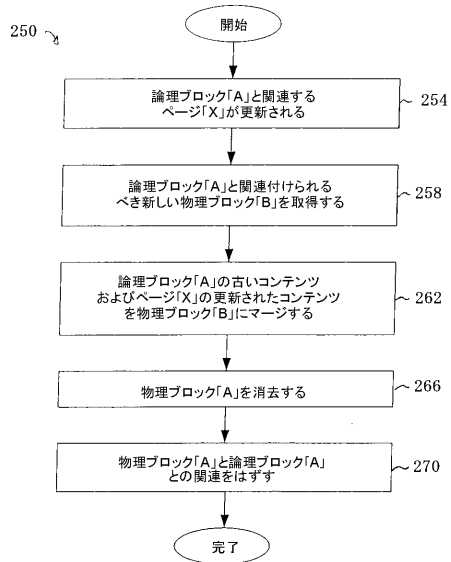 250
開始
論理ブロック「A」と関連する
ページ「X」が更新される
254
論理ブロック「A」と関連付けられる
べき新しい物理ブロック「B」を取得する
258
論理ブロック「A」の古いコンテンツ
およびページ「X」の更新されたコンテンツ
を物理ブロック「B」にマージする
262
物理ブロック「A」を消去する
266
物理ブロック「A」と論理ブロック「A」
との関連をはずす
270
完了